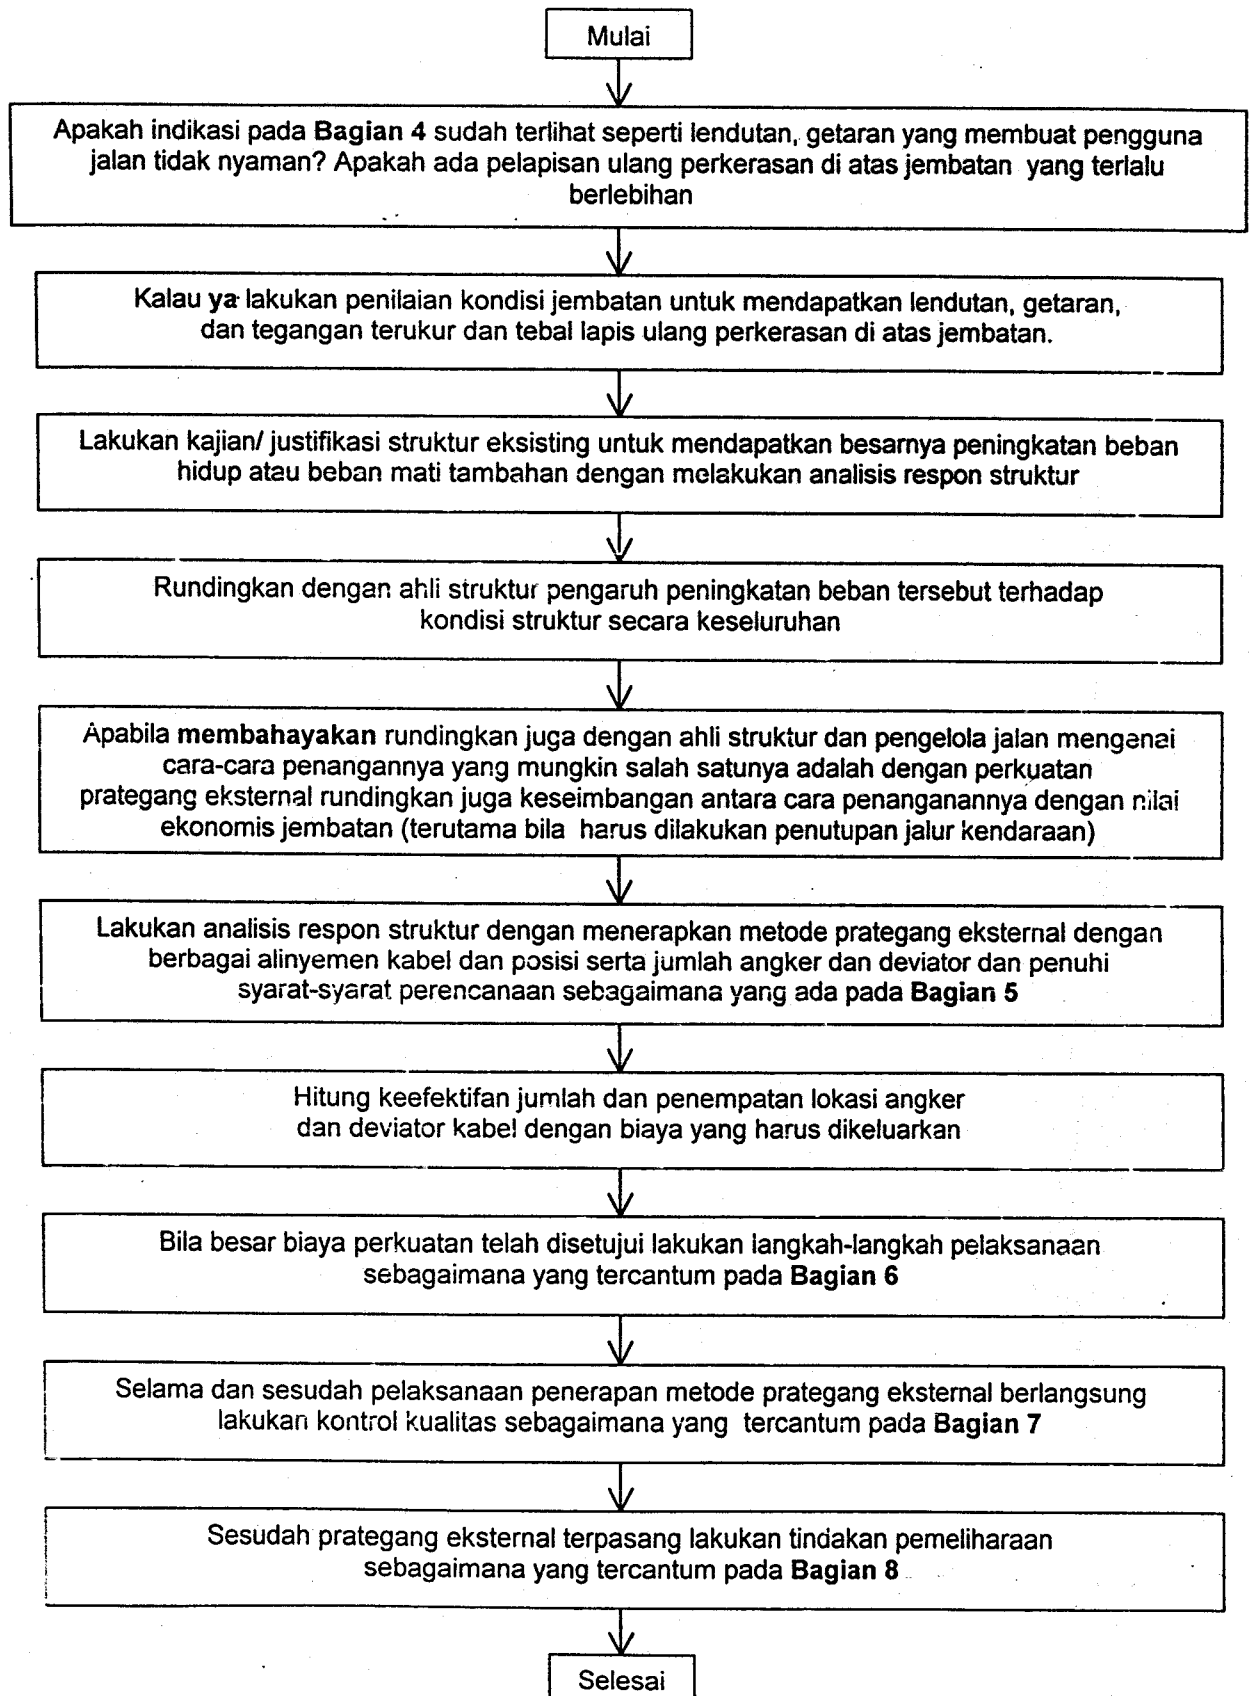 Mulai
Apakah indikasi pada Bagian 4 sudah terlihat seperti lendutan, getaran yang membuat pengguna
jalan tidak nyaman? Apakah ada pelapisan ulang perkerasan di atas jembatan yang terlalu
berlebihan
Kalau ya lakukan penilaian kondisi jembatan untuk mendapatkan lendutan, getaran,
dan tegangan terukur dan tebal lapis ulang perkerasan di atas jembatan.
Lakukan kajian/ justifikasi struktur eksisting untuk mendapatkan besarnya peningkatan beban
hidup atau beban mati tambahan dengan melakukan analisis respon struktur
Rundingkan dengan ahli struktur pengaruh peningkatan beban tersebut terhadap
kondisi struktur secara keseluruhan
Apabila membahayakan rundingkan juga dengan ahli struktur dan pengelola jalan mengenai
cara-cara penangannya yang mungkin salah satunya adalah dengan perkuatan
prategang eksternal rundingkan juga keseimbangan antara cara penanganannya dengan nilai
ekonomis jembatan (terutama bila harus dilakukan penutupan jalur kendaraan)
Lakukan analisis respon struktur dengan menerapkan metode prategang eksternal dengan
berbagai alinyemen kabel dan posisi serta jumlah angker dan deviator dan penuhi
syarat-syarat perencanaan sebagaimana yang ada pada Bagian 5
Hitung keefektifan jumlah dan penempatan lokasi angker
dan deviator kabel dengan biaya yang harus dikeluarkan
Bila besar biaya perkuatan telah disetujui lakukan langkah-langkah pelaksanaan
sebagaimana yang tercantum pada Bagian 6
Selama dan sesudah pelaksanaan penerapan metode prategang eksternal berlangsung
lakukan kontrol kualitas sebagaimana yang tercantum pada Bagian 7
Sesudah prategang eksternal terpasang lakukan tindakan pemeliharaan
sebagaimana yang tercantum pada Bagian 8
Selesai